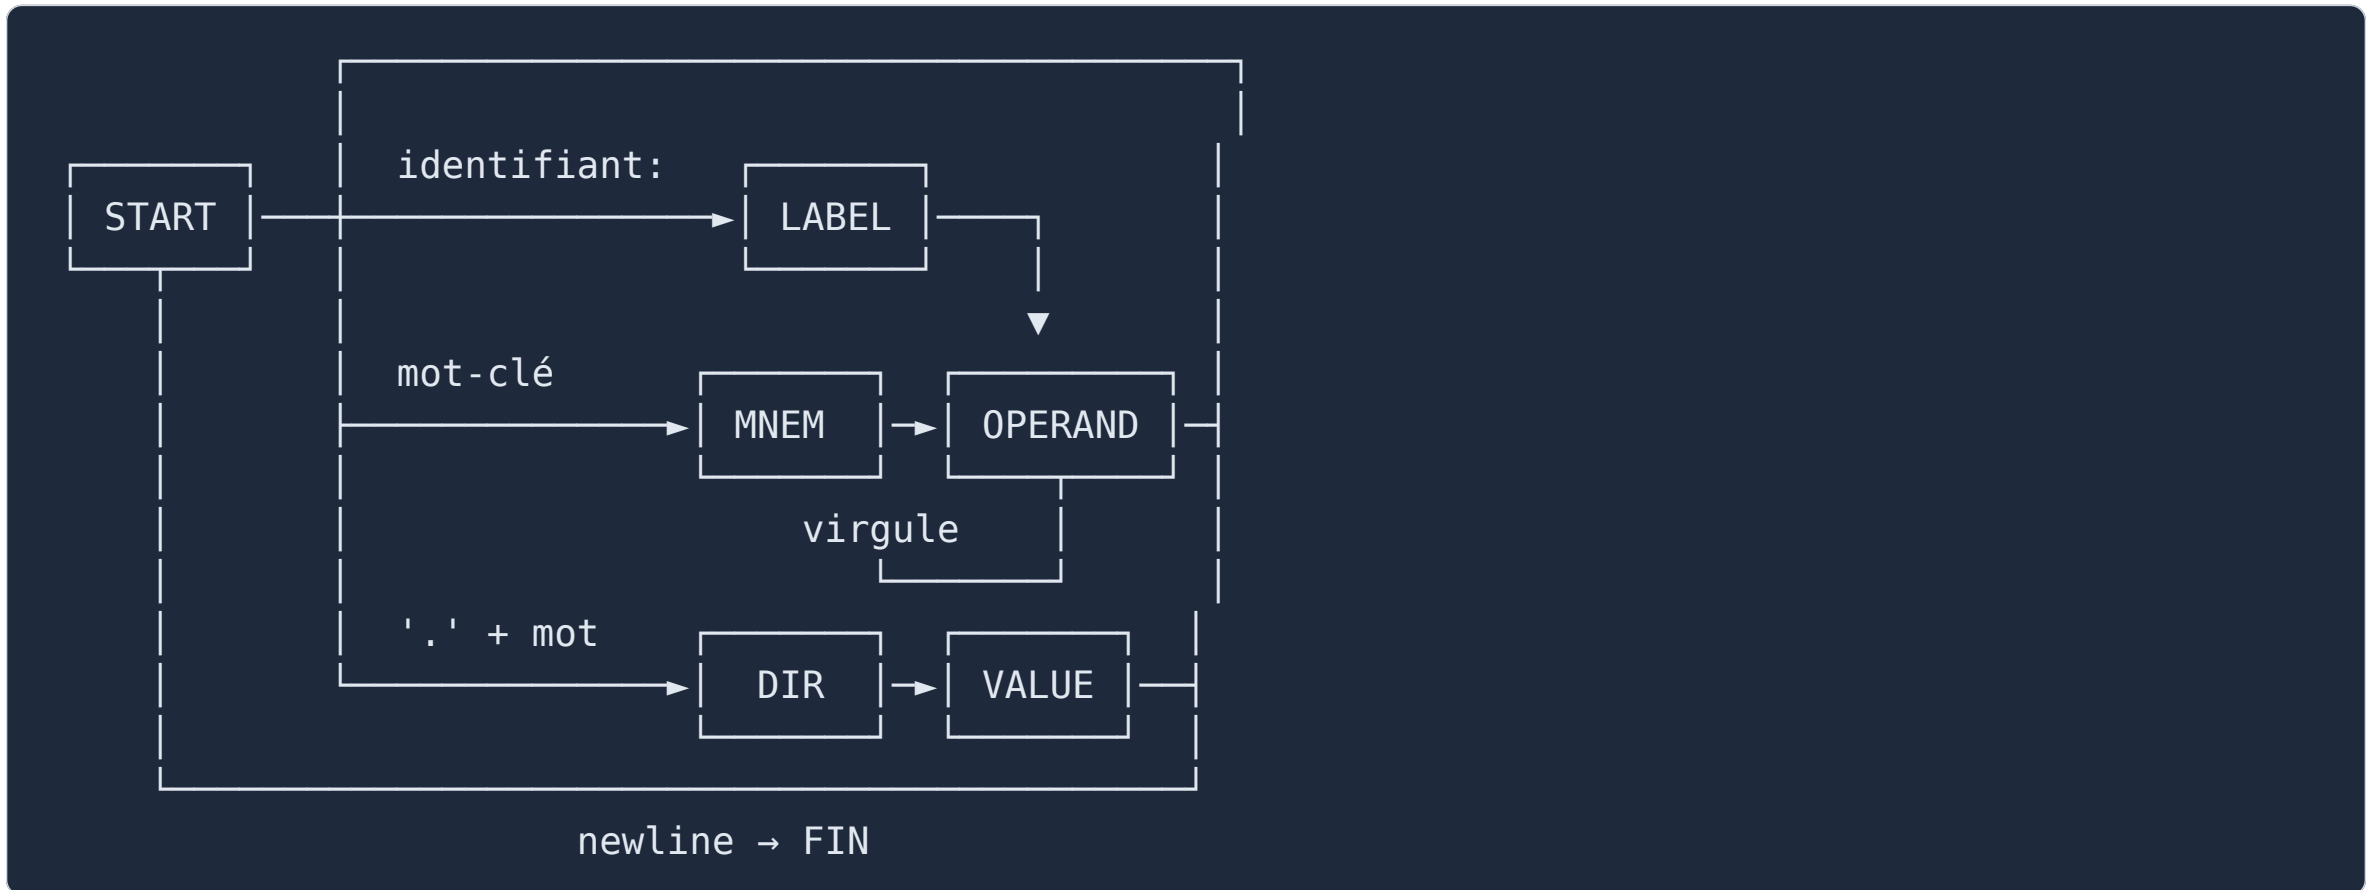 identifiant:
START LABEL
mot-clé
MNEM OPERAND
virgule
'.' + mot
DIR VALUE
newline → FIN